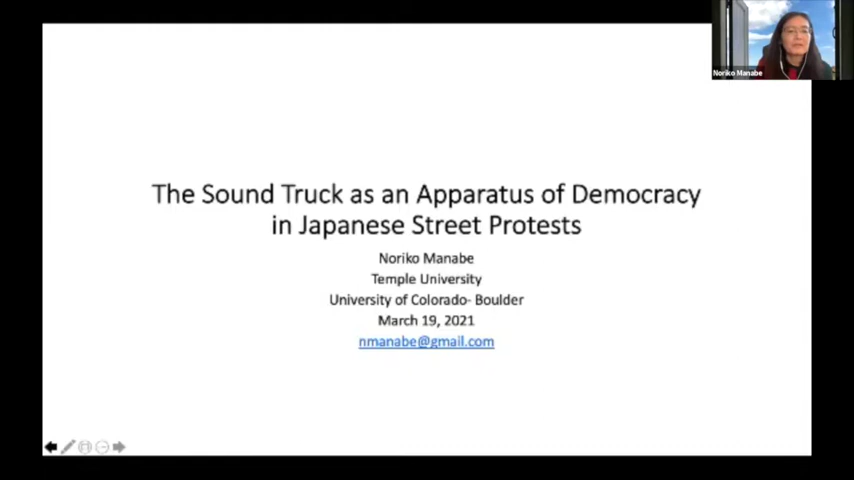 Noriko Manabe
The Sound Truck as an Apparatus of Democracy
in Japanese Street Protests
Noriko Manabe
Temple University
University of Colorado- Boulder
March 19, 2021
nmanabe@gmail.com